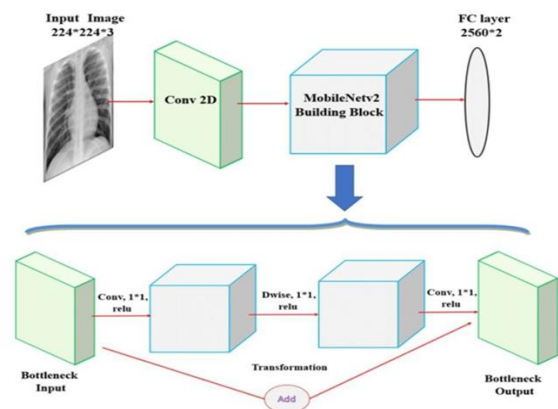 Input Image
224*224*3
FC layer
2560*2
Conv 2D
MobileNetv2
Building Block
Conv, 1*1,
relu
Dwise, 1*1,
relu
Conv, 1*1,
relu
Transformation
Bottleneck
Input
Add
Bottleneck
Output